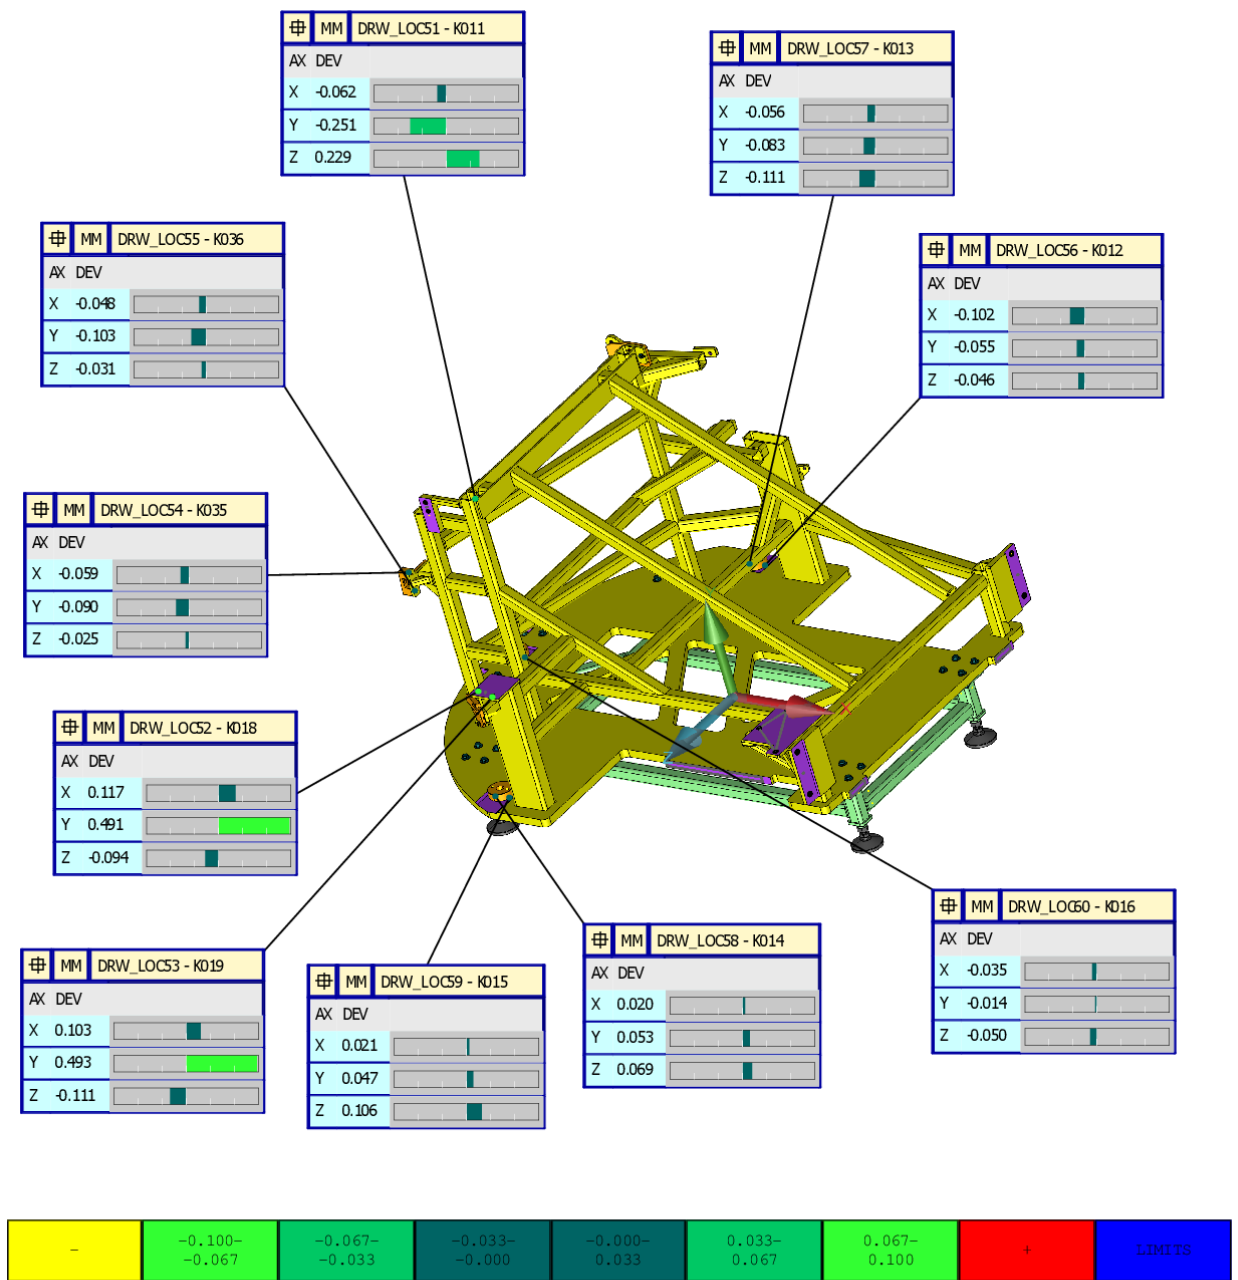 MM DRW_LOC51 - K011
AX DEV
X -0.062
Y -0.251
Z 0.229
MM DRW_LOC57 - K013
AX DEV
X -0.056
Y -0.083
Z -0.111
MM DRW_LOC55 - K036
AX DEV
X -0.048
Y -0.103
Z -0.031
MM DRW_LOC56 - K012
AX DEV
X -0.102
Y -0.055
Z -0.046
MM DRW_LOC54 - K035
AX DEV
X -0.059
Y -0.090
Z -0.025
MM DRW_LOC52 - K018
AX DEV
X 0.117
Y 0.491
Z -0.094
MM DRW_LOC53 - K019
AX DEV
X 0.103
Y 0.493
Z -0.111
MM DRW_LOC59 - K015
AX DEV
X 0.021
Y 0.047
Z 0.106
MM DRW_LOC58 - K014
AX DEV
X 0.020
Y 0.053
Z 0.069
MM DRW_LOC60 - K016
AX DEV
X -0.035
Y -0.014
Z -0.050
X
Z
-
-0.100-
-0.067
-0.067-
-0.033
-0.033-
-0.000
-0.000-
0.033
0.033-
0.067
0.067-
0.100
+
LIMITS